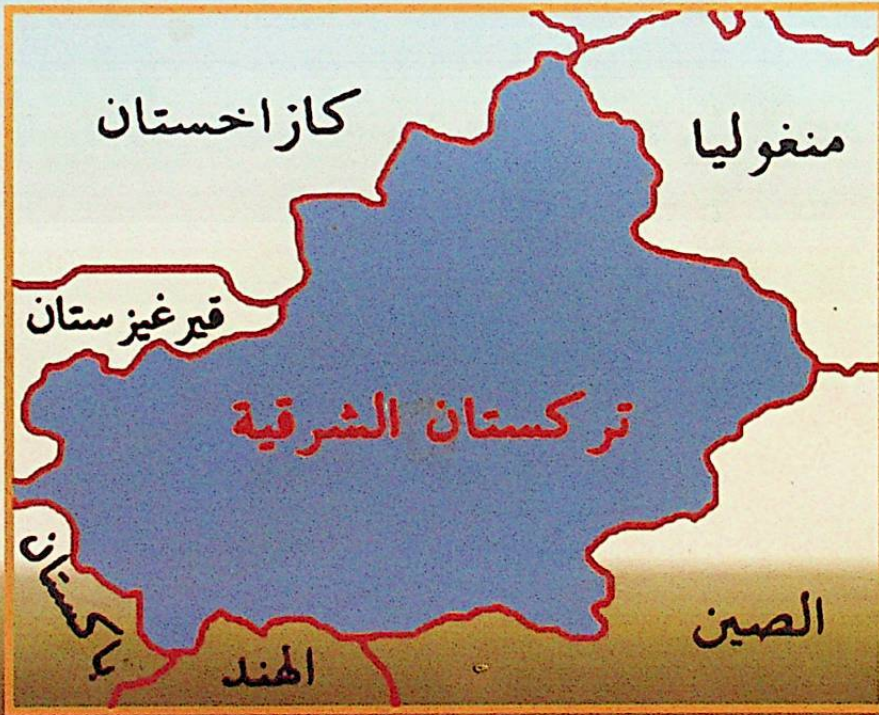 كازاخستان
منغوليا
قيرغيزستان
تركستان الشرقية
باكستان
الصين
الهند